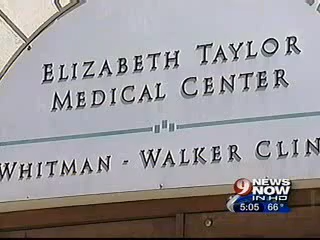 ELIZABETH TAYLOR
MEDICAL CENTER
WHITMAN - WALKER CLIN
9 NEWS
NOW
IN HD
5:05 66°